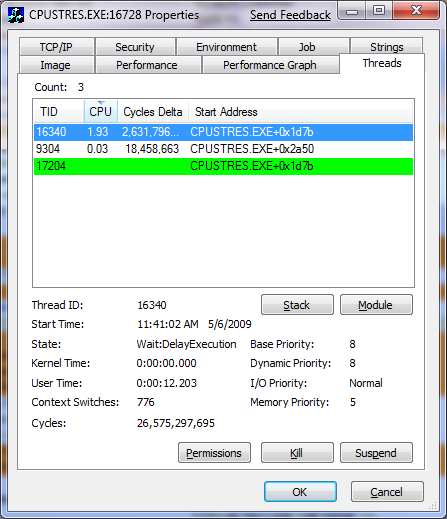 CPUSTRES.EXE:16728 Properties Send Feedback
TCP/IP Security Environment Job Strings
Image Performance Performance Graph Threads
Count: 3
TID CPU Cycles Delta Start Address
16340 1.93 2,631,796... CPUSTRES.EXE+0x1d7b
9304 0.03 18,458,663 CPUSTRES.EXE+0x2a50
17204 CPUSTRES.EXE+0x1d7b
Thread ID: 16340 Stack Module
Start Time: 11:41:02 AM 5/6/2009
State: Wait:DelayExecution Base Priority: 8
Kernel Time: 0:00:00.000 Dynamic Priority: 8
User Time: 0:00:12.203 I/O Priority: Normal
Context Switches: 776 Memory Priority: 5
Cycles: 26,575,297,695
Permissions Kill Suspend
OK Cancel